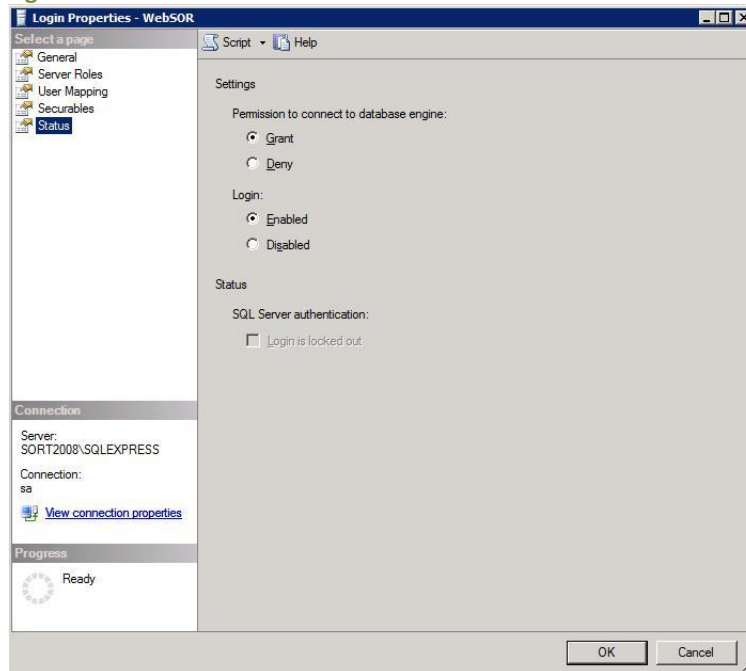 Login Properties - WebSOR
Select a page
General
Server Roles
User Mapping
Securables
Status
Script
Help
Settings
Permission to connect to database engine:
Grant
Deny
Login:
Enabled
Disabled
Status
SQL Server authentication:
Login is locked out
Connection
Server:
SORT2008\SQLEXPRESS
Connection:
sa
View connection properties
Progress
Ready
OK
Cancel